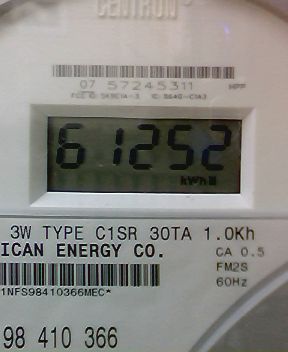 CENTRON®
07 57245311
61252
kWh
3W TYPE C1SR 30TA 1.0Kh
ICAN ENERGY CO.
CA 0.5
FM2S
60Hz
1NFS98410366MEC*
98 410 366